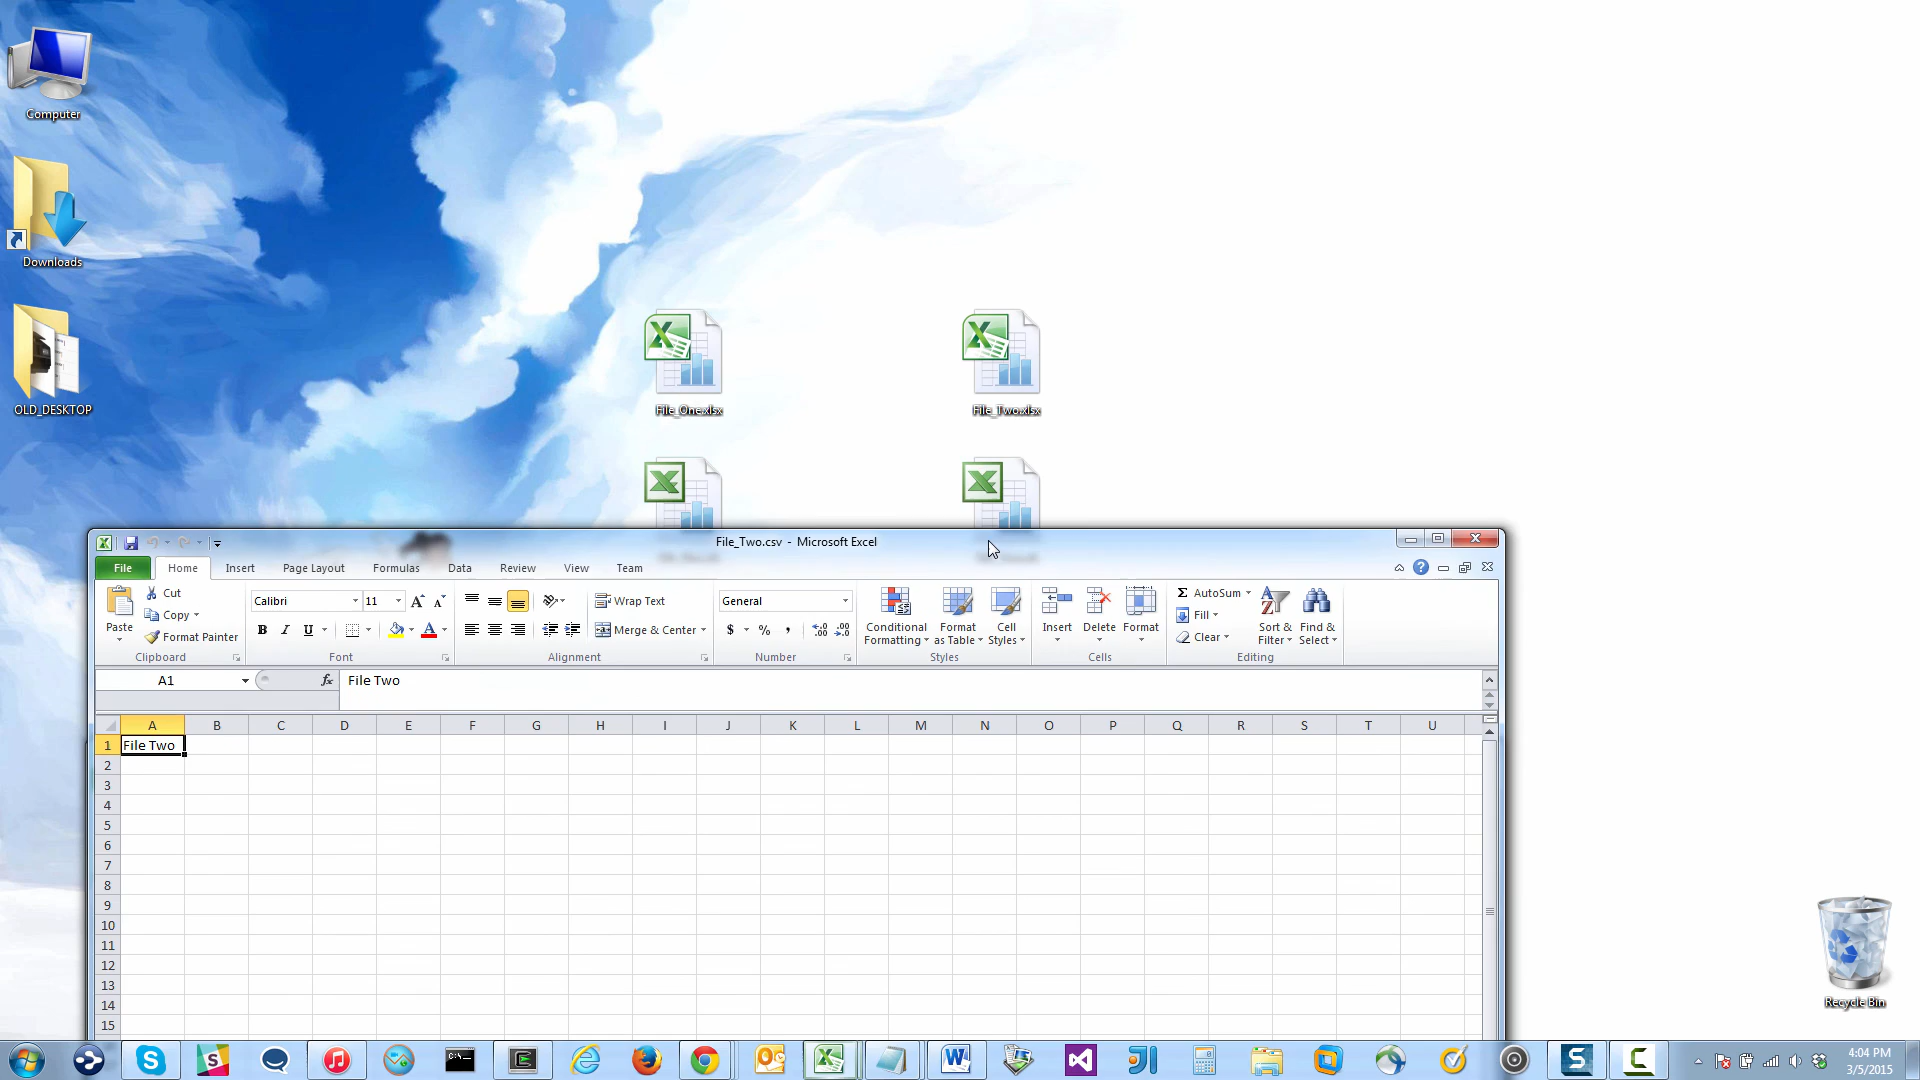 Computer
Downloads
OLD_DESKTOP
File_One.xlsx
File_Two.xlsx
File_Two.csv - Microsoft Excel
File Home Insert Page Layout Formulas Data Review View Team
Paste
Cut
Copy
Format Painter
Clipboard
Calibri 11
B I U
Font
Wrap Text
Merge & Center
Alignment
General
$ % ,
Number
Conditional Formatting
Format as Table
Cell Styles
Styles
Insert
Delete
Format
Cells
AutoSum
Fill
Clear
Sort & Filter
Find & Select
Editing
A1 fx File Two
A B C D E F G H I J K L M N O P Q R S T U
1 File Two
2
3
4
5
6
7
8
9
10
11
12
13
14
15
Recycle Bin
4:04 PM
3/5/2015